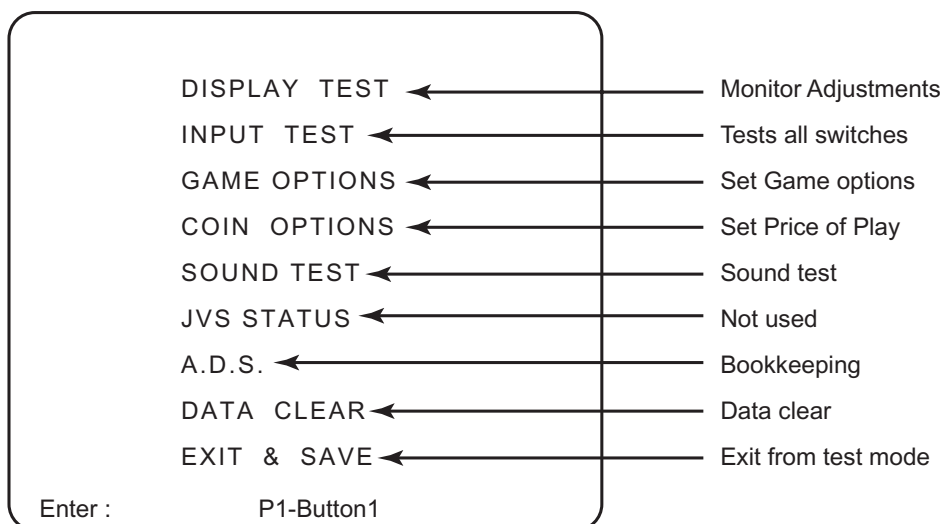 DISPLAY TEST Monitor Adjustments
INPUT TEST Tests all switches
GAME OPTIONS Set Game options
COIN OPTIONS Set Price of Play
SOUND TEST Sound test
JVS STATUS Not used
A.D.S. Bookkeeping
DATA CLEAR Data clear
EXIT & SAVE Exit from test mode
Enter : P1-Button1